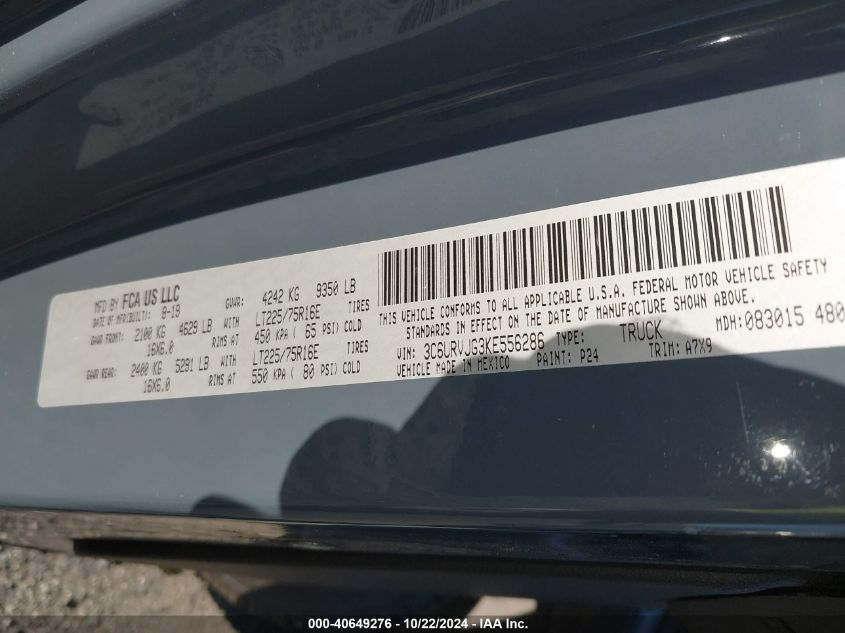 MFD BY FCA US LLC
DATE OF MFR(BUILT): 8-19 GVWR: 4242 KG 9350 LB
GAWR FRONT: 2100 KG 4629 LB WITH LT225/75R16E TIRES
16X6.0 RIMS AT 450 KPA ( 65 PSI) COLD
GAWR REAR: 2400 KG 5291 LB WITH LT225/75R16E TIRES
16X6.0 RIMS AT 550 KPA ( 80 PSI) COLD
THIS VEHICLE CONFORMS TO ALL APPLICABLE U.S.A. FEDERAL MOTOR VEHICLE SAFETY
STANDARDS IN EFFECT ON THE DATE OF MANUFACTURE SHOWN ABOVE.
VIN: 3C6URVJG3KE556286 TYPE: TRUCK MDH:083015 480
VEHICLE MADE IN MEXICO PAINT: P24 TRIM: A7X9
000-40649276 - 10/22/2024 - IAA Inc.